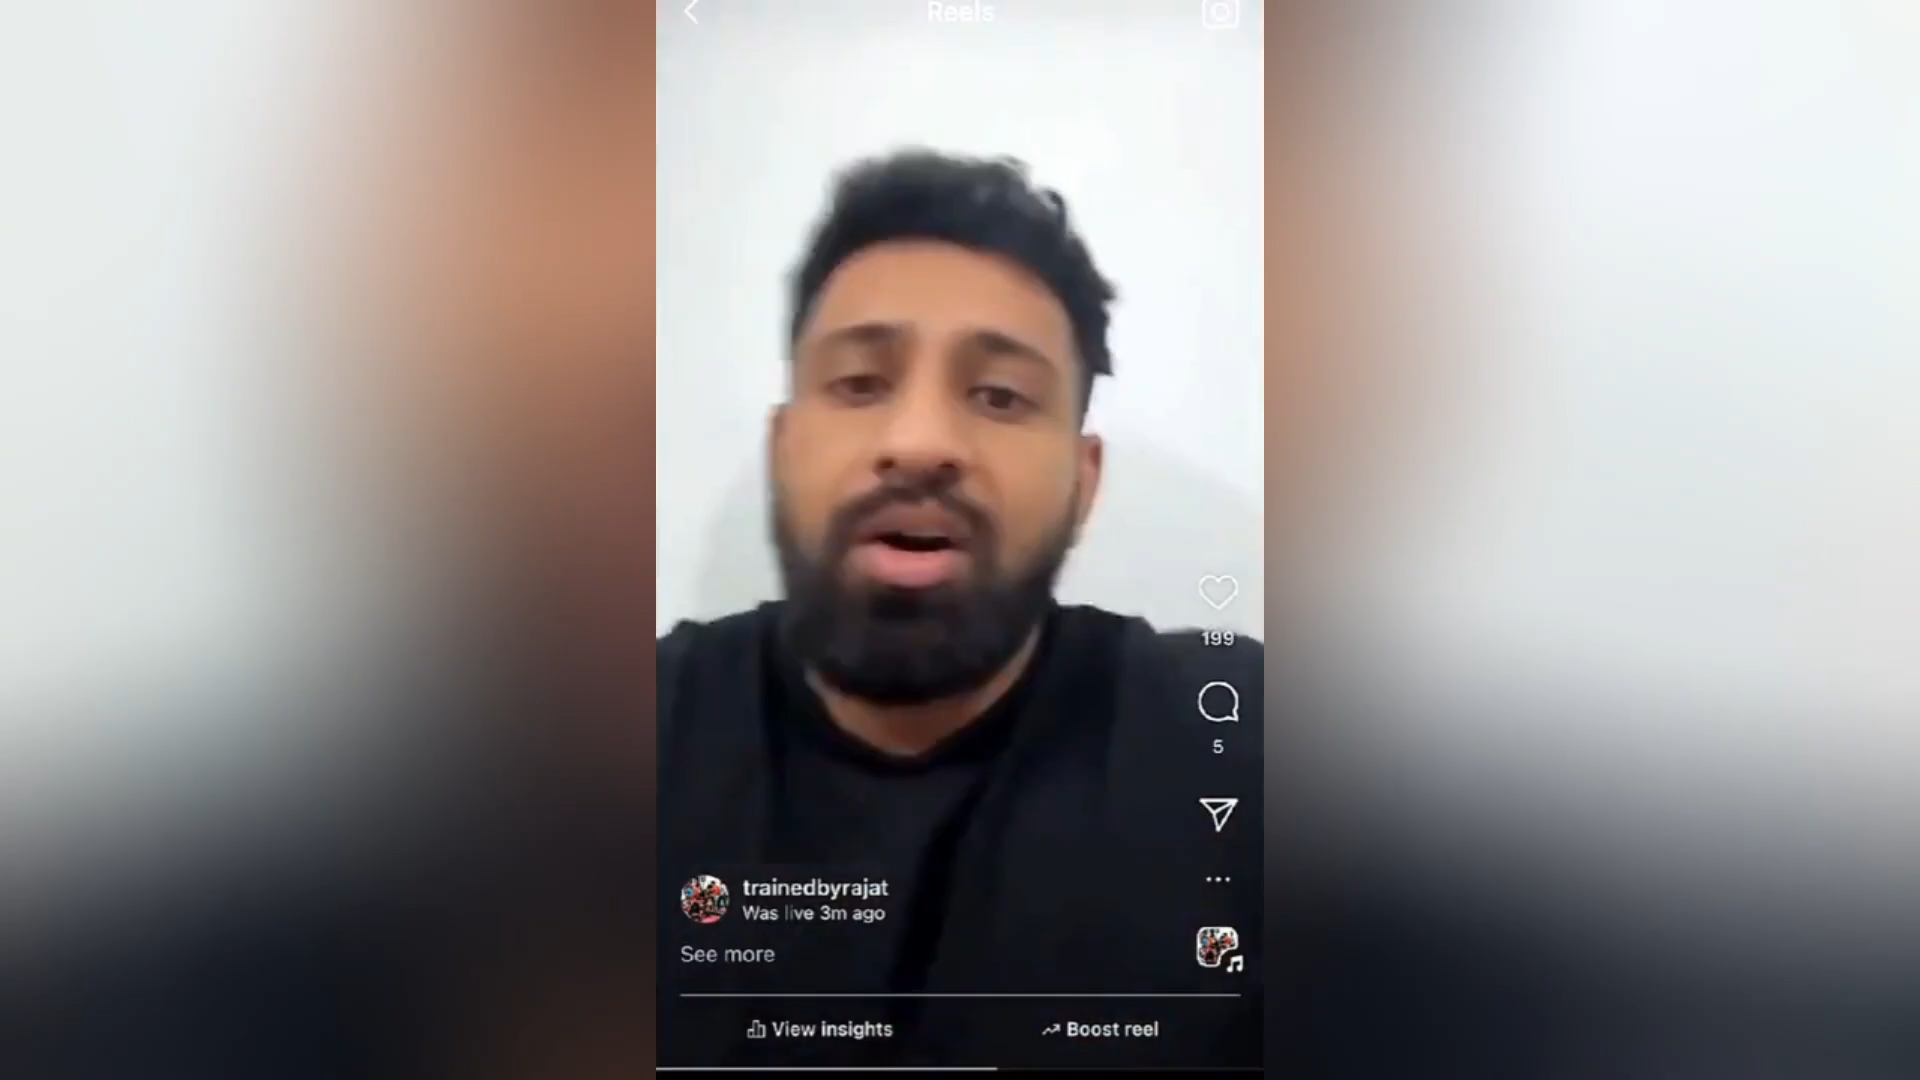 Reels
199
5
trainedbyrajat
Was live 3m ago
See more
View insights
Boost reel